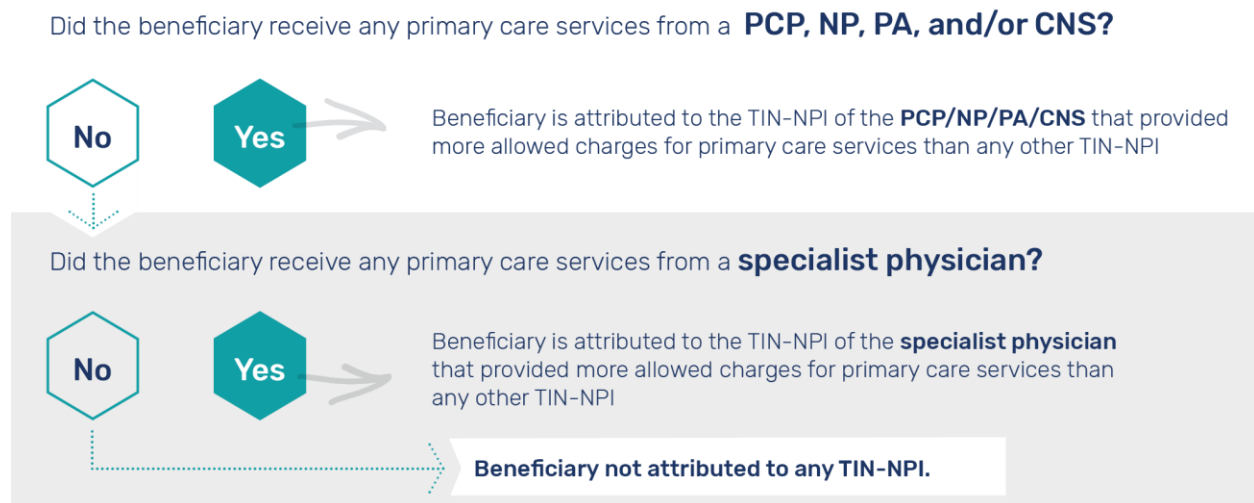 Did the beneficiary receive any primary care services from a PCP, NP, PA, and/or CNS?
No
Yes
Beneficiary is attributed to the TIN-NPI of the PCP/NP/PA/CNS that provided
more allowed charges for primary care services than any other TIN-NPI
Did the beneficiary receive any primary care services from a specialist physician?
No
Yes
Beneficiary is attributed to the TIN-NPI of the specialist physician
that provided more allowed charges for primary care services than
any other TIN-NPI
Beneficiary not attributed to any TIN-NPI.